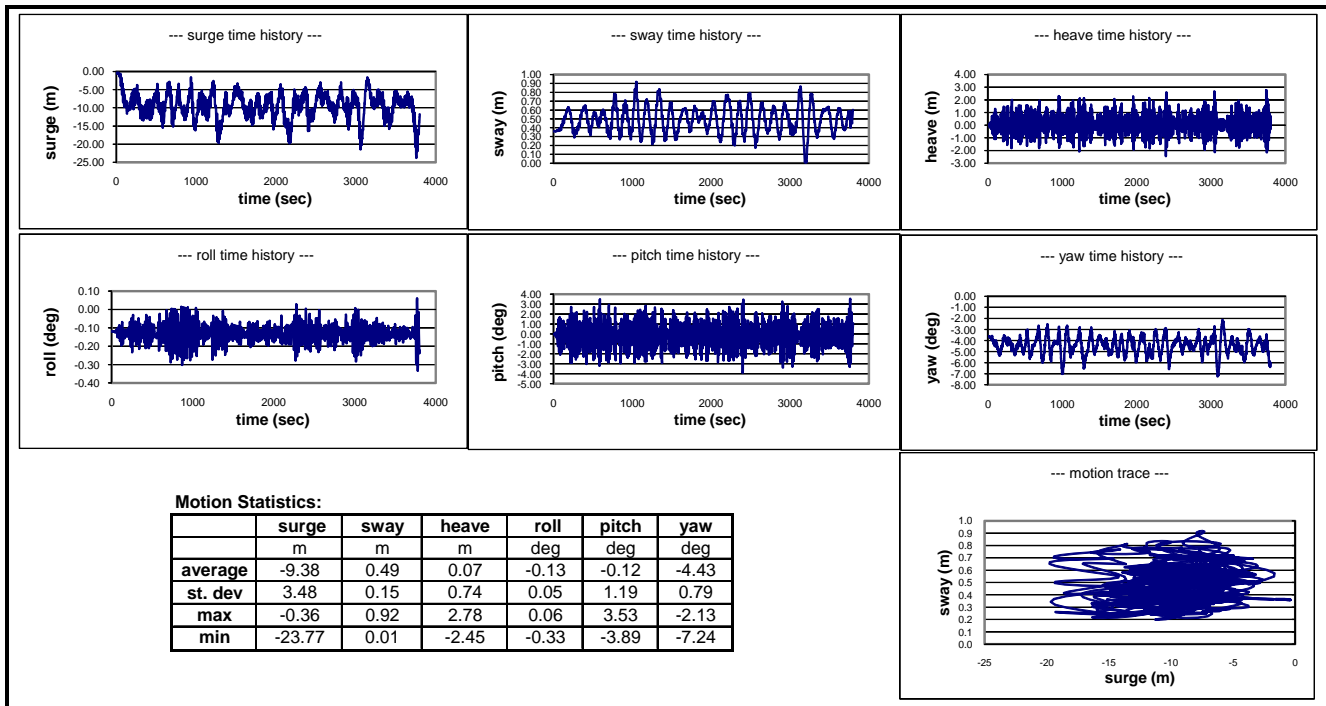 --- surge time history ---
0.00
-5.00
-10.00
-15.00
-20.00
-25.00
surge (m)
0 1000 2000 3000 4000
time (sec)
--- sway time history ---
1.00
0.90
0.80
0.70
0.60
0.50
0.40
0.30
0.20
0.10
0.00
sway (m)
0 1000 2000 3000 4000
time (sec)
--- heave time history ---
4.00
3.00
2.00
1.00
0.00
-1.00
-2.00
-3.00
heave (m)
0 1000 2000 3000 4000
time (sec)
--- roll time history ---
0.10
0.00
-0.10
-0.20
-0.30
-0.40
roll (deg)
0 1000 2000 3000 4000
time (sec)
--- pitch time history ---
4.00
3.00
2.00
1.00
0.00
-1.00
-2.00
-3.00
-4.00
-5.00
pitch (deg)
0 1000 2000 3000 4000
time (sec)
--- yaw time history ---
0.00
-1.00
-2.00
-3.00
-4.00
-5.00
-6.00
-7.00
-8.00
yaw (deg)
0 1000 2000 3000 4000
time (sec)
Motion Statistics:
surge sway heave roll pitch yaw
m m m deg deg deg
average -9.38 0.49 0.07 -0.13 -0.12 -4.43
st. dev 3.48 0.15 0.74 0.05 1.19 0.79
max -0.36 0.92 2.78 0.06 3.53 -2.13
min -23.77 0.01 -2.45 -0.33 -3.89 -7.24
--- motion trace ---
1.0
0.9
0.8
0.7
0.6
0.5
0.4
0.3
0.2
0.1
0.0
sway (m)
-25 -20 -15 -10 -5 0
surge (m)